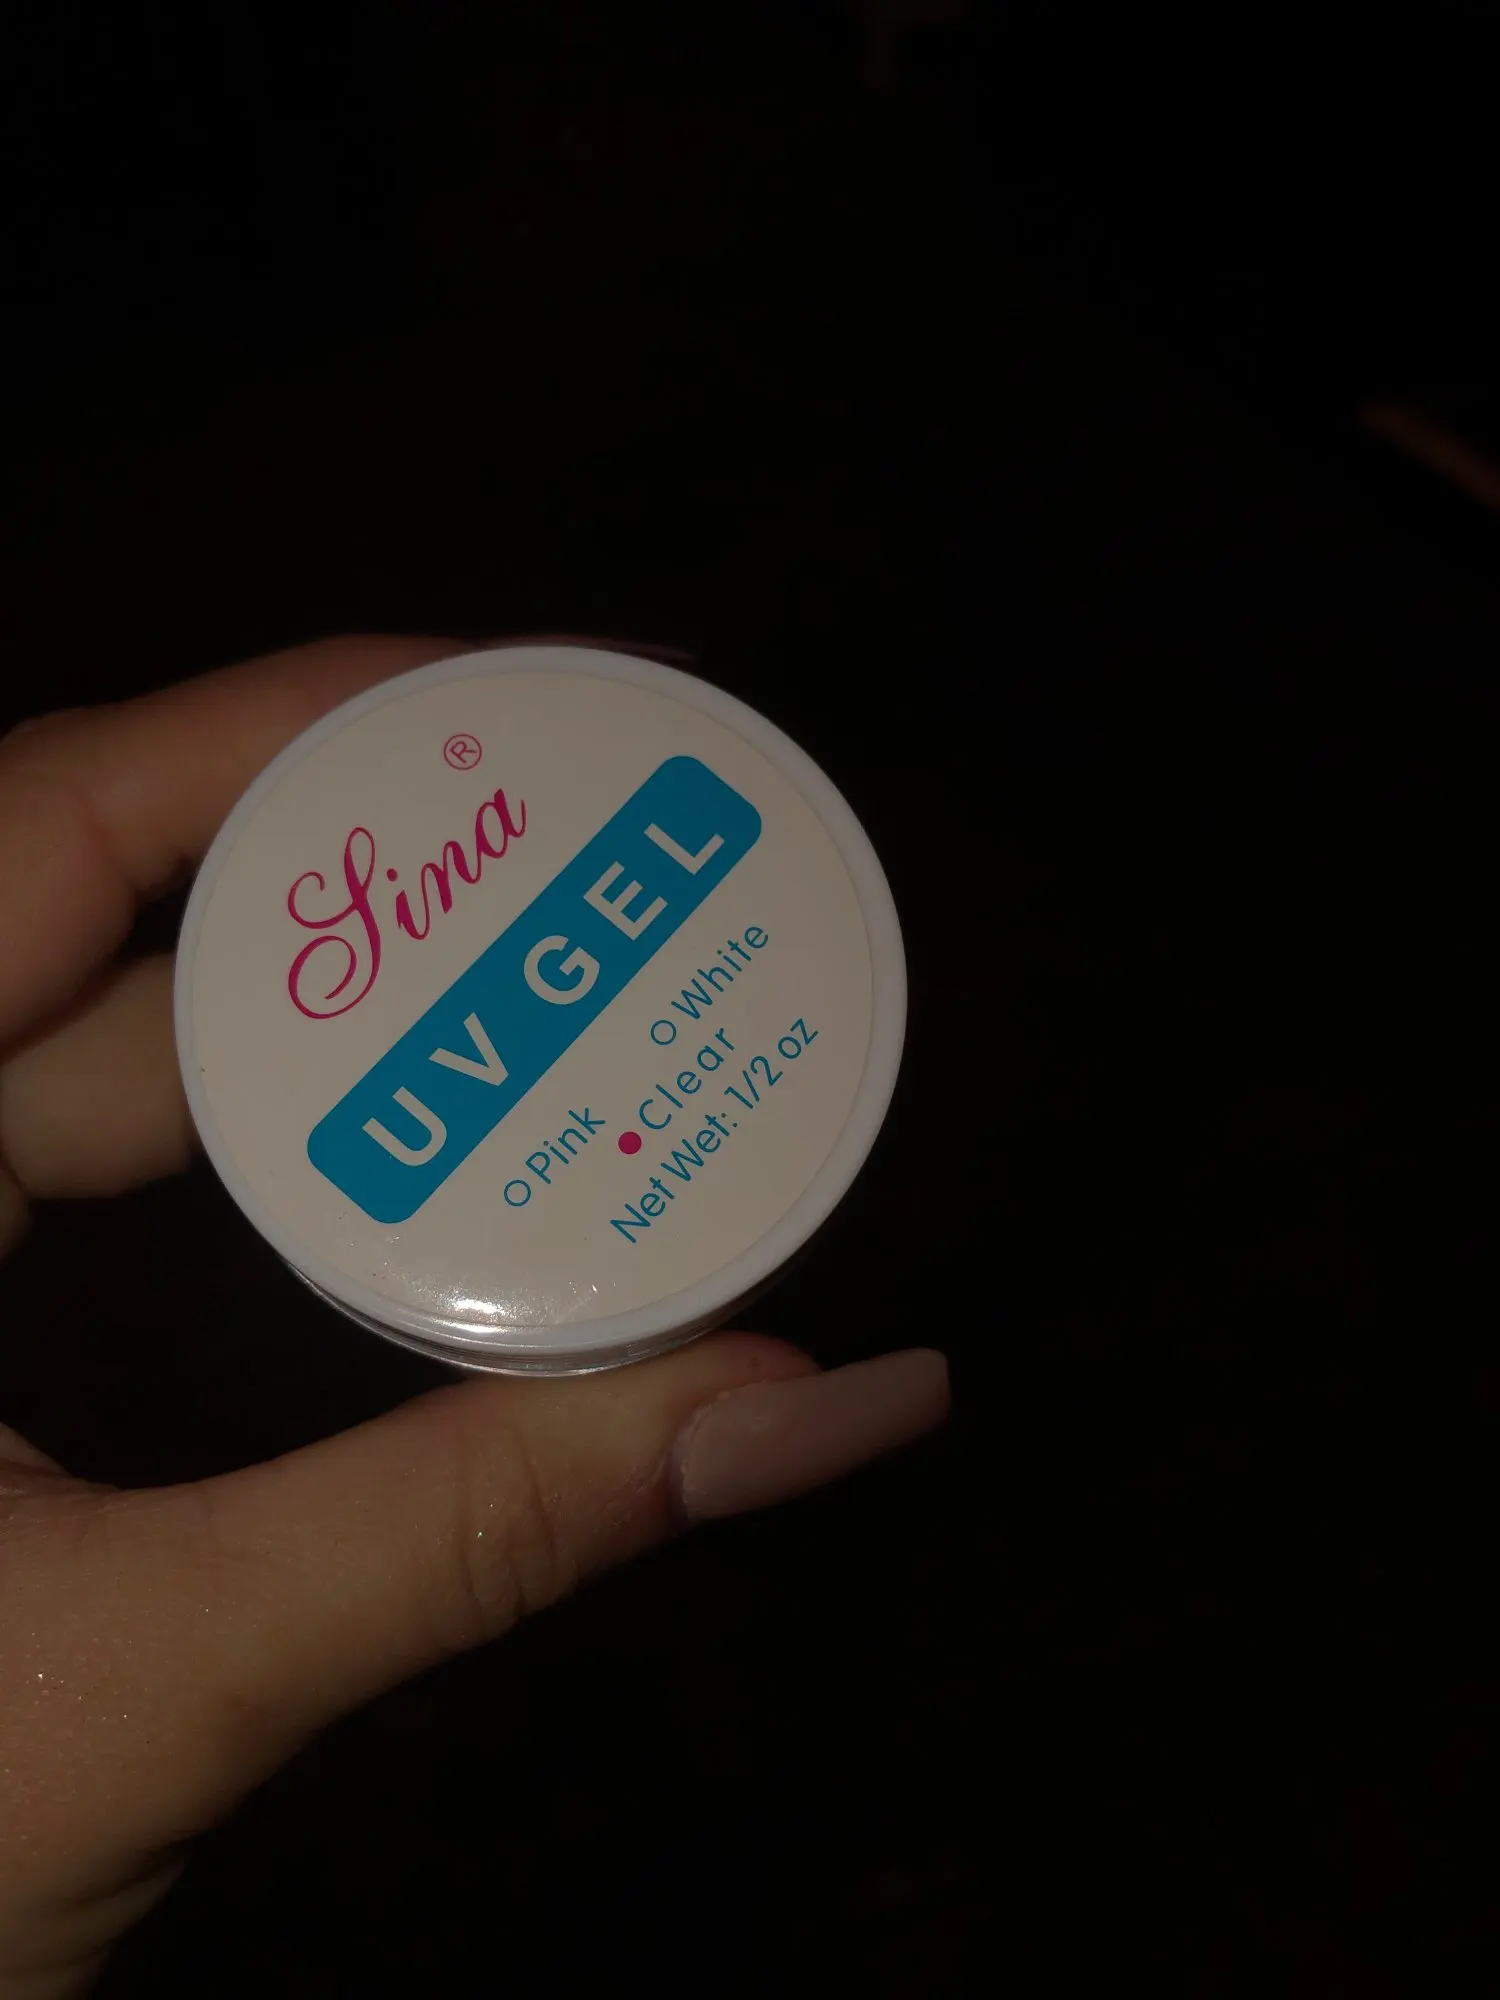 Sina ®
UV GEL
○ Pink ○ White
● Clear
Net Wet: 1/2 oz